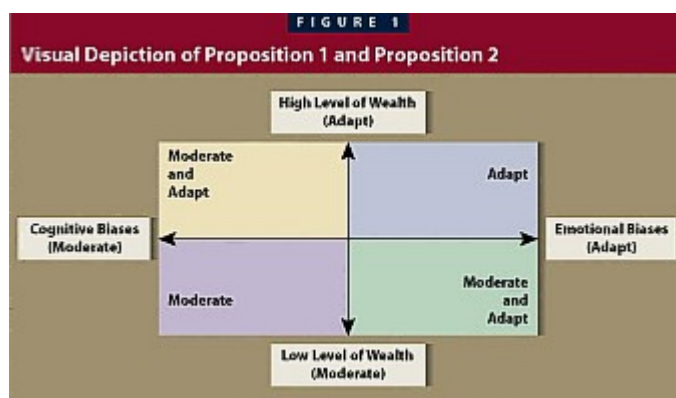 FIGURE 1
Visual Depiction of Proposition 1 and Proposition 2
High Level of Wealth
(Adapt)
Moderate
and
Adapt
Adapt
Cognitive Biases
(Moderate)
Emotional Biases
(Adapt)
Moderate
Moderate
and
Adapt
Low Level of Wealth
(Moderate)